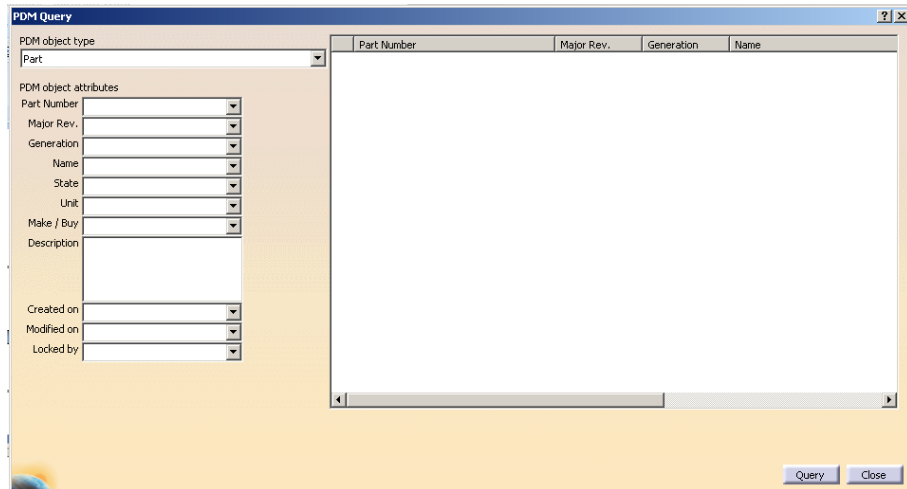 PDM Query
PDM object type
Part
PDM object attributes
Part Number
Major Rev.
Generation
Name
State
Unit
Make / Buy
Description
Created on
Modified on
Locked by
Part Number Major Rev. Generation Name
Query Close